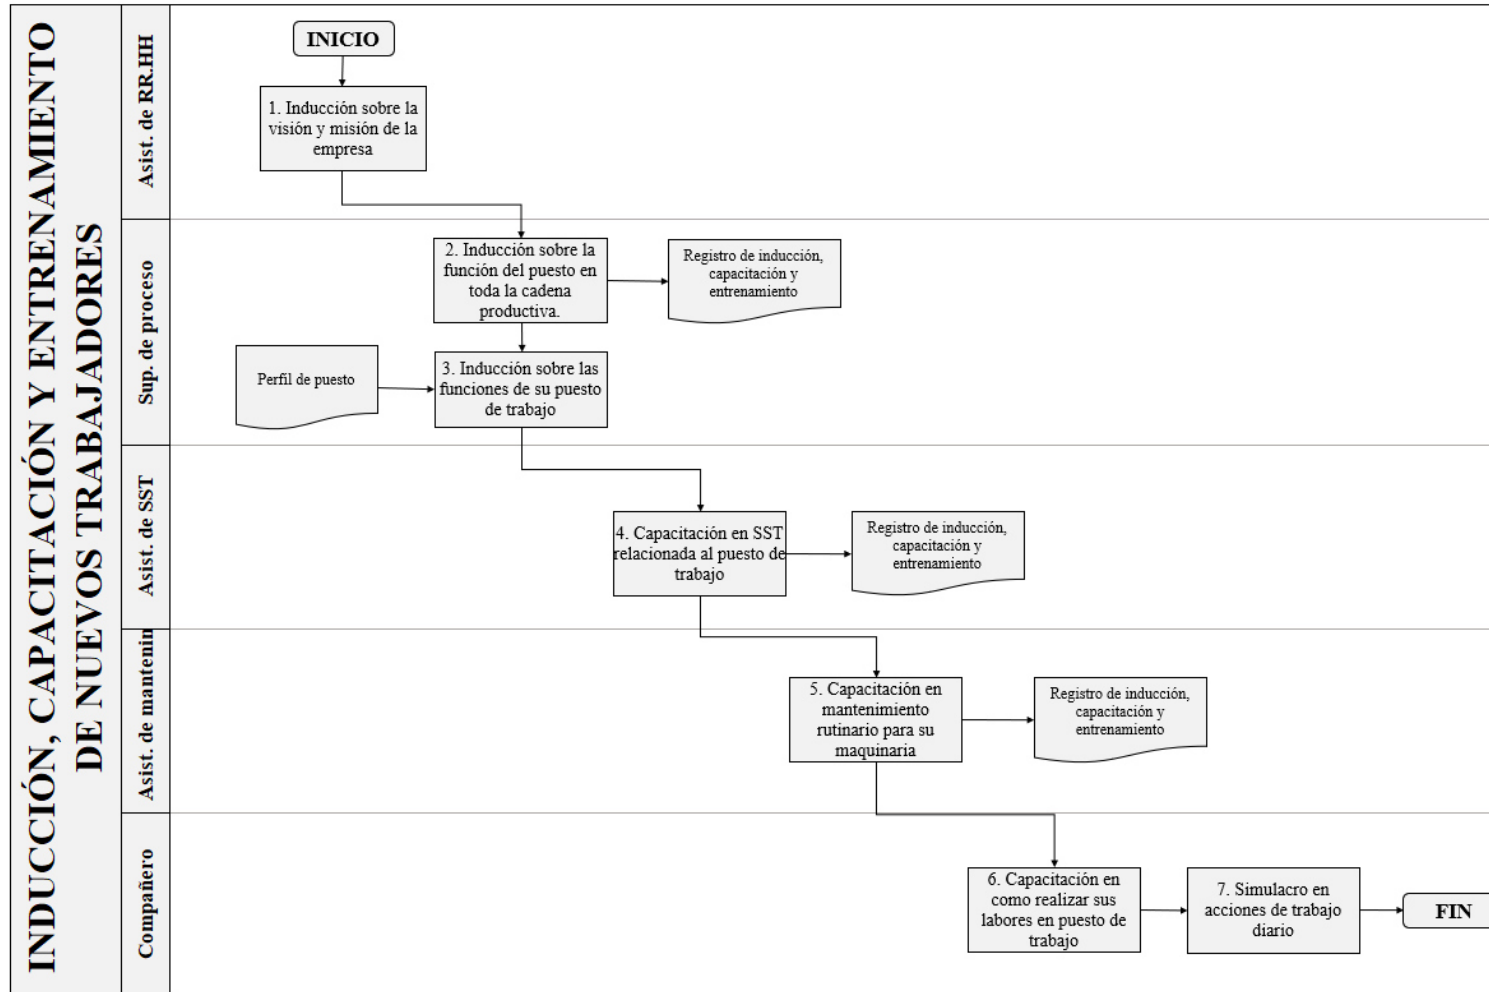 INDUCCIÓN, CAPACITACIÓN Y ENTRENAMIENTO
DE NUEVOS TRABAJADORES
Asist. de RR.HH
INICIO
1. Inducción sobre la
visión y misión de la
empresa
Sup. de proceso
2. Inducción sobre la
función del puesto en
toda la cadena
productiva.
Registro de inducción,
capacitación y
entrenamiento
Perfil de puesto
3. Inducción sobre las
funciones de su puesto
de trabajo
Asist. de SST
4. Capacitación en SST
relacionada al puesto de
trabajo
Registro de inducción,
capacitación y
entrenamiento
Asist. de mantenin
5. Capacitación en
mantenimiento
rutinario para su
maquinaria
Registro de inducción,
capacitación y
entrenamiento
Compañero
6. Capacitación en
como realizar sus
labores en puesto de
trabajo
7. Simulacro en
acciones de trabajo
diario
FIN